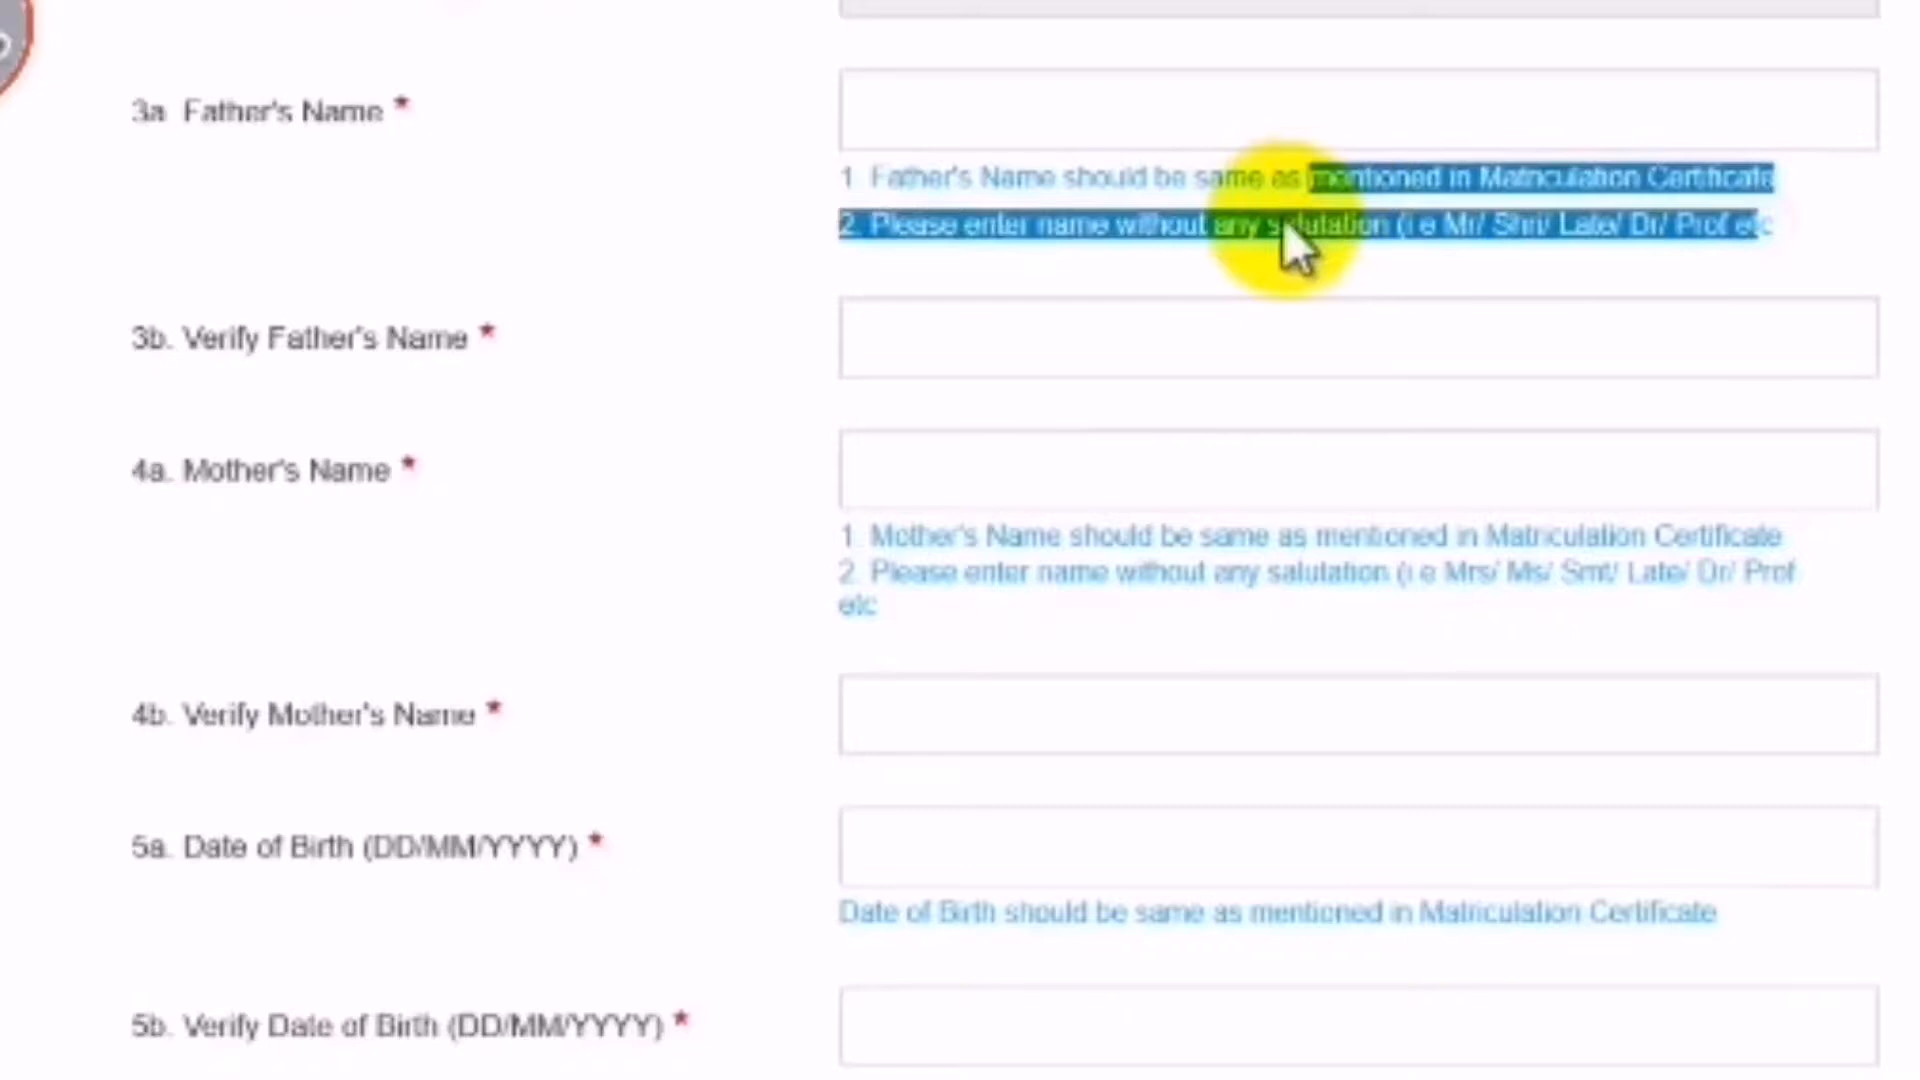 3a. Father's Name *
1. Father's Name should be same as mentioned in Matriculation Certificate
2. Please enter name without any salutation (i.e Mr/ Shri/ Late/ Dr/ Prof etc
3b. Verify Father's Name *
4a. Mother's Name *
1. Mother's Name should be same as mentioned in Matriculation Certificate
2. Please enter name without any salutation (i.e Mrs/ Ms/ Smt/ Late/ Dr/ Prof
etc
4b. Verify Mother's Name *
5a. Date of Birth (DD/MM/YYYY) *
Date of Birth should be same as mentioned in Matriculation Certificate
5b. Verify Date of Birth (DD/MM/YYYY) *